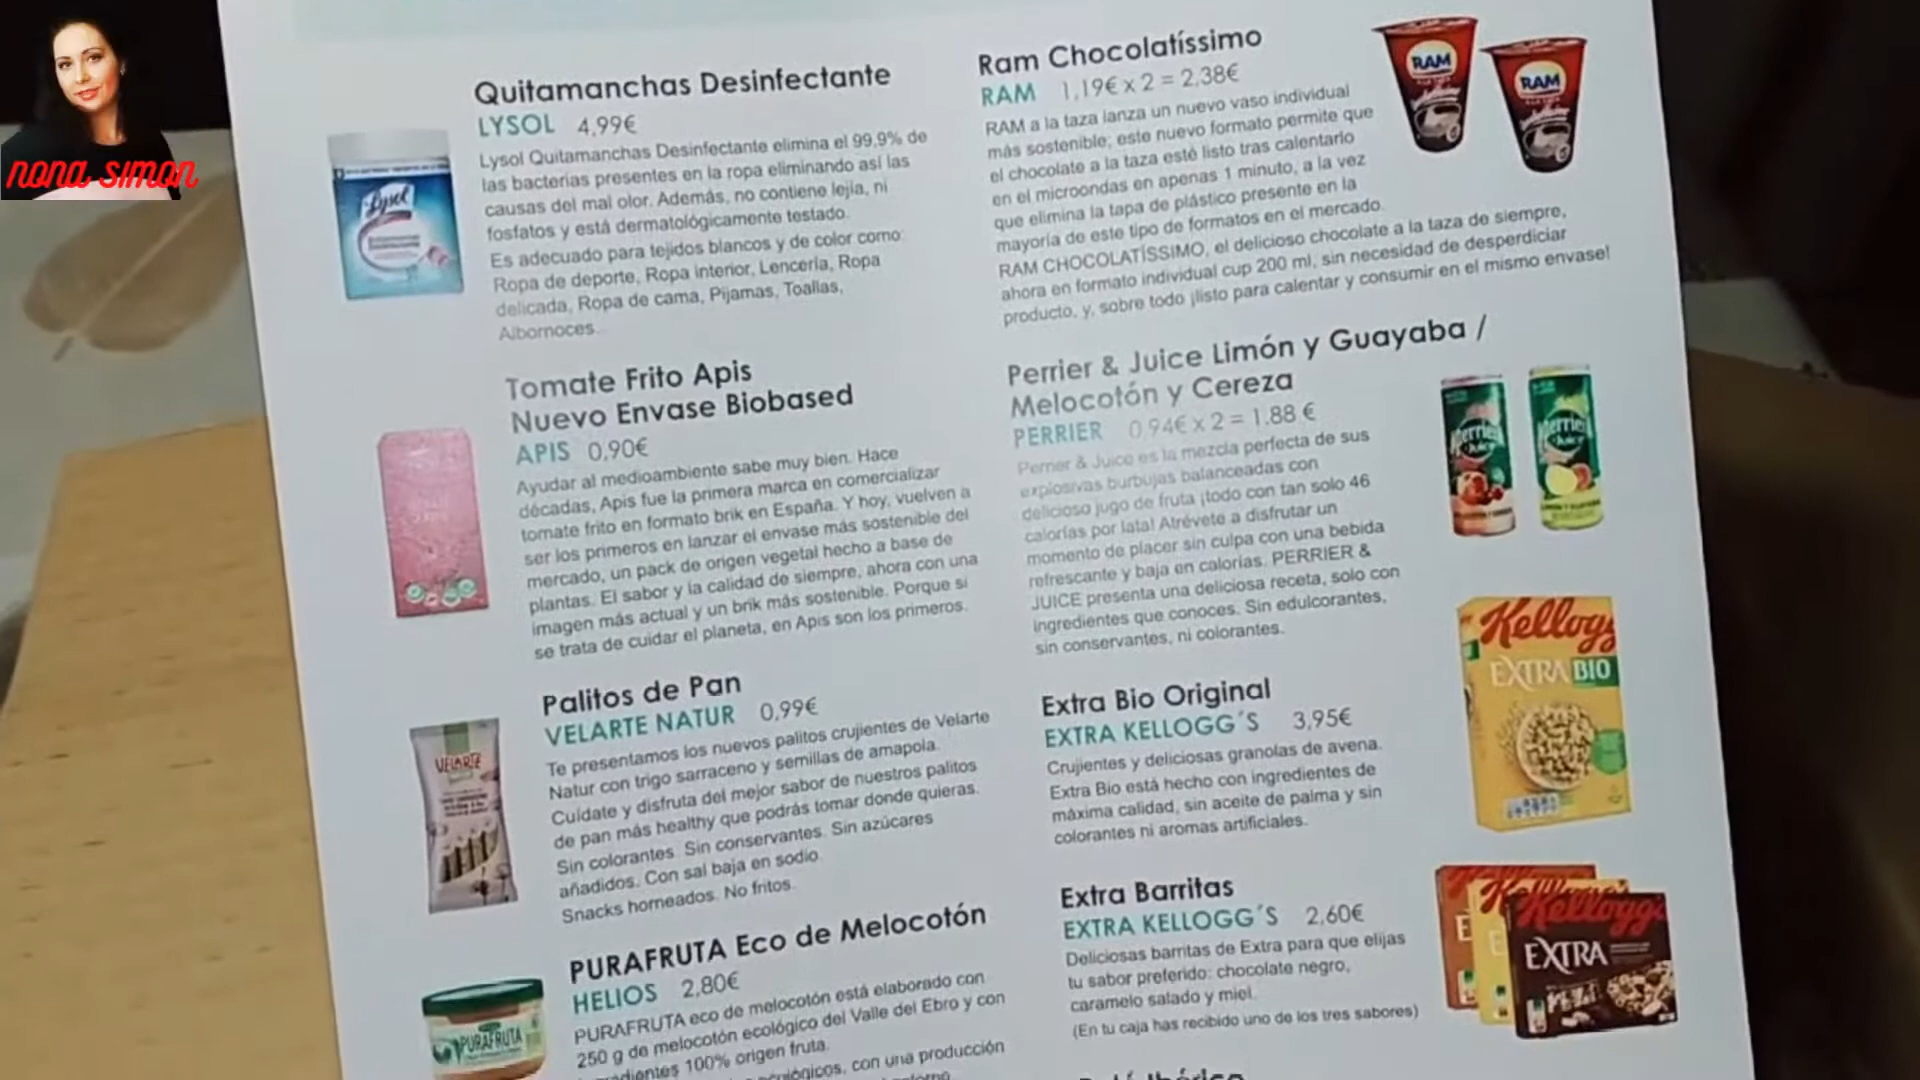 nona simon
Quitamanchas Desinfectante
LYSOL 4,99€
Lysol Quitamanchas Desinfectante elimina el 99,9% de
las bacterias presentes en la ropa eliminando así las
causas del mal olor. Además, no contiene lejía, ni
fosfatos y está dermatológicamente testado.
Es adecuado para tejidos blancos y de color como:
Ropa de deporte, Ropa interior, Lencería, Ropa
delicada, Ropa de cama, Pijamas, Toallas,
Albornoces...
Lysol
Tomate Frito Apis
Nuevo Envase Biobased
APIS 0,90€
Ayudar al medioambiente sabe muy bien. Hace
décadas, Apis fue la primera marca en comercializar
tomate frito en formato brik en España. Y hoy, vuelven a
ser los primeros en lanzar el envase más sostenible del
mercado, un pack de origen vegetal hecho a base de
plantas. El sabor y la calidad de siempre, ahora con una
imagen más actual y un brik más sostenible. Porque si
se trata de cuidar el planeta, en Apis son los primeros.
Palitos de Pan
VELARTE NATUR 0,99€
Te presentamos los nuevos palitos crujientes de Velarte
Natur con trigo sarraceno y semillas de amapola.
Cuídate y disfruta del mejor sabor de nuestros palitos
de pan más healthy que podrás tomar donde quieras.
Sin colorantes. Sin conservantes. Sin azúcares
añadidos. Con sal baja en sodio.
Snacks horneados. No fritos.
VELARTE
PURAFRUTA Eco de Melocotón
HELIOS 2,80€
PURAFRUTA eco de melocotón está elaborado con
250 g de melocotón ecológico del Valle del Ebro y con
100% origen fruta.
con una producción
PURAFRUTA
Ram Chocolatíssimo
RAM 1,19€ x 2 = 2,38€
RAM a la taza lanza un nuevo vaso individual
más sostenible; este nuevo formato permite que
el chocolate a la taza esté listo tras calentarlo
en el microondas en apenas 1 minuto, a la vez
que elimina la tapa de plástico presente en la
mayoría de este tipo de formatos en el mercado.
RAM CHOCOLATÍSSIMO, el delicioso chocolate a la taza de siempre,
ahora en formato individual cup 200 ml, sin necesidad de desperdiciar
producto, y, sobre todo ¡listo para calentar y consumir en el mismo envase!
RAM
RAM
Perrier & Juice Limón y Guayaba /
Melocotón y Cereza
PERRIER 0.94€ x 2 = 1.88 €
Perrier & Juice es la mezcla perfecta de sus
explosivas burbujas balanceadas con
delicioso jugo de fruta ¡todo con tan solo 46
calorías por lata! Atrévete a disfrutar un
momento de placer sin culpa con una bebida
refrescante y baja en calorías. PERRIER &
JUICE presenta una deliciosa receta, solo con
ingredientes que conoces. Sin edulcorantes,
sin conservantes, ni colorantes.
Perrier
Perrier
Extra Bio Original
EXTRA KELLOGG´S 3,95€
Crujientes y deliciosas granolas de avena.
Extra Bio está hecho con ingredientes de
máxima calidad, sin aceite de palma y sin
colorantes ni aromas artificiales.
Kellogg's
EXTRA BIO
Extra Barritas
EXTRA KELLOGG´S 2,60€
Deliciosas barritas de Extra para que elijas
tu sabor preferido: chocolate negro,
caramelo salado y miel.
(En tu caja has recibido uno de los tres sabores)
Kellogg's
EXTRA